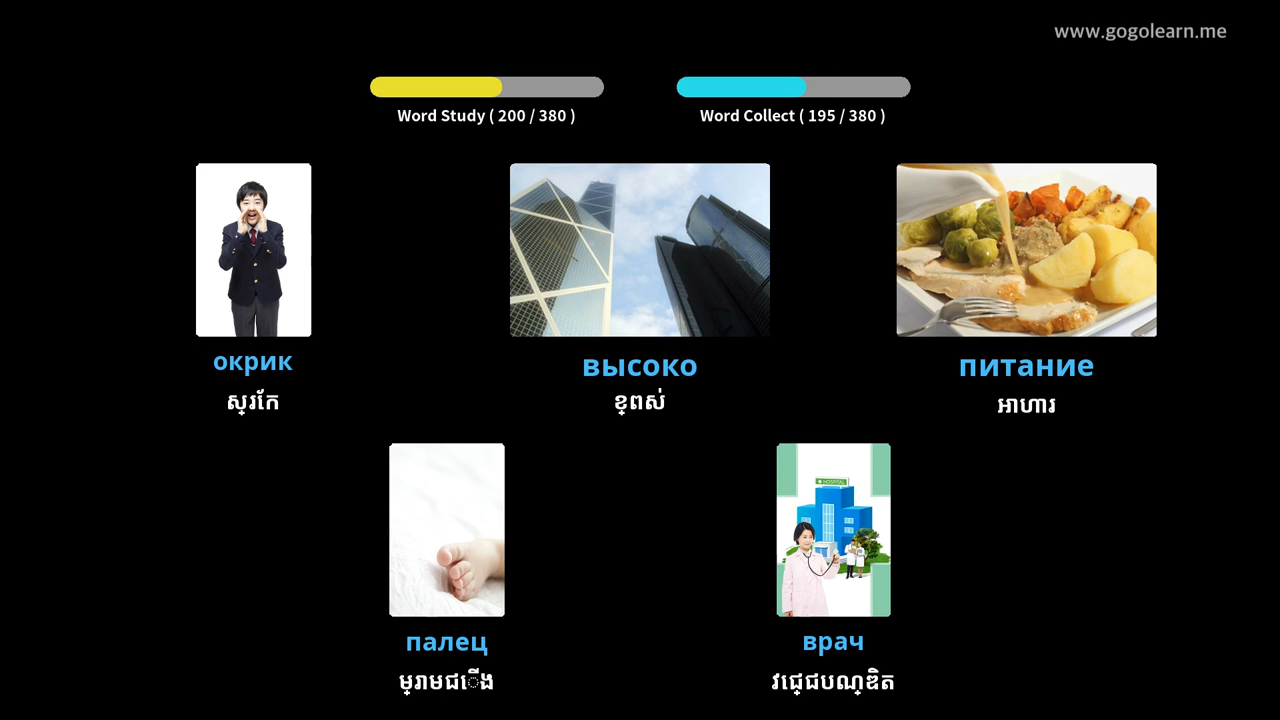 www.gogolearn.me
Word Study ( 200 / 380 )
Word Collect ( 195 / 380 )
окрик
ស្រែក
высоко
ខ្ពស់
питание
អាហារ
HOSPITAL
палец
ម្រាមជើង
врач
វេជ្ជបណ្ឌិត